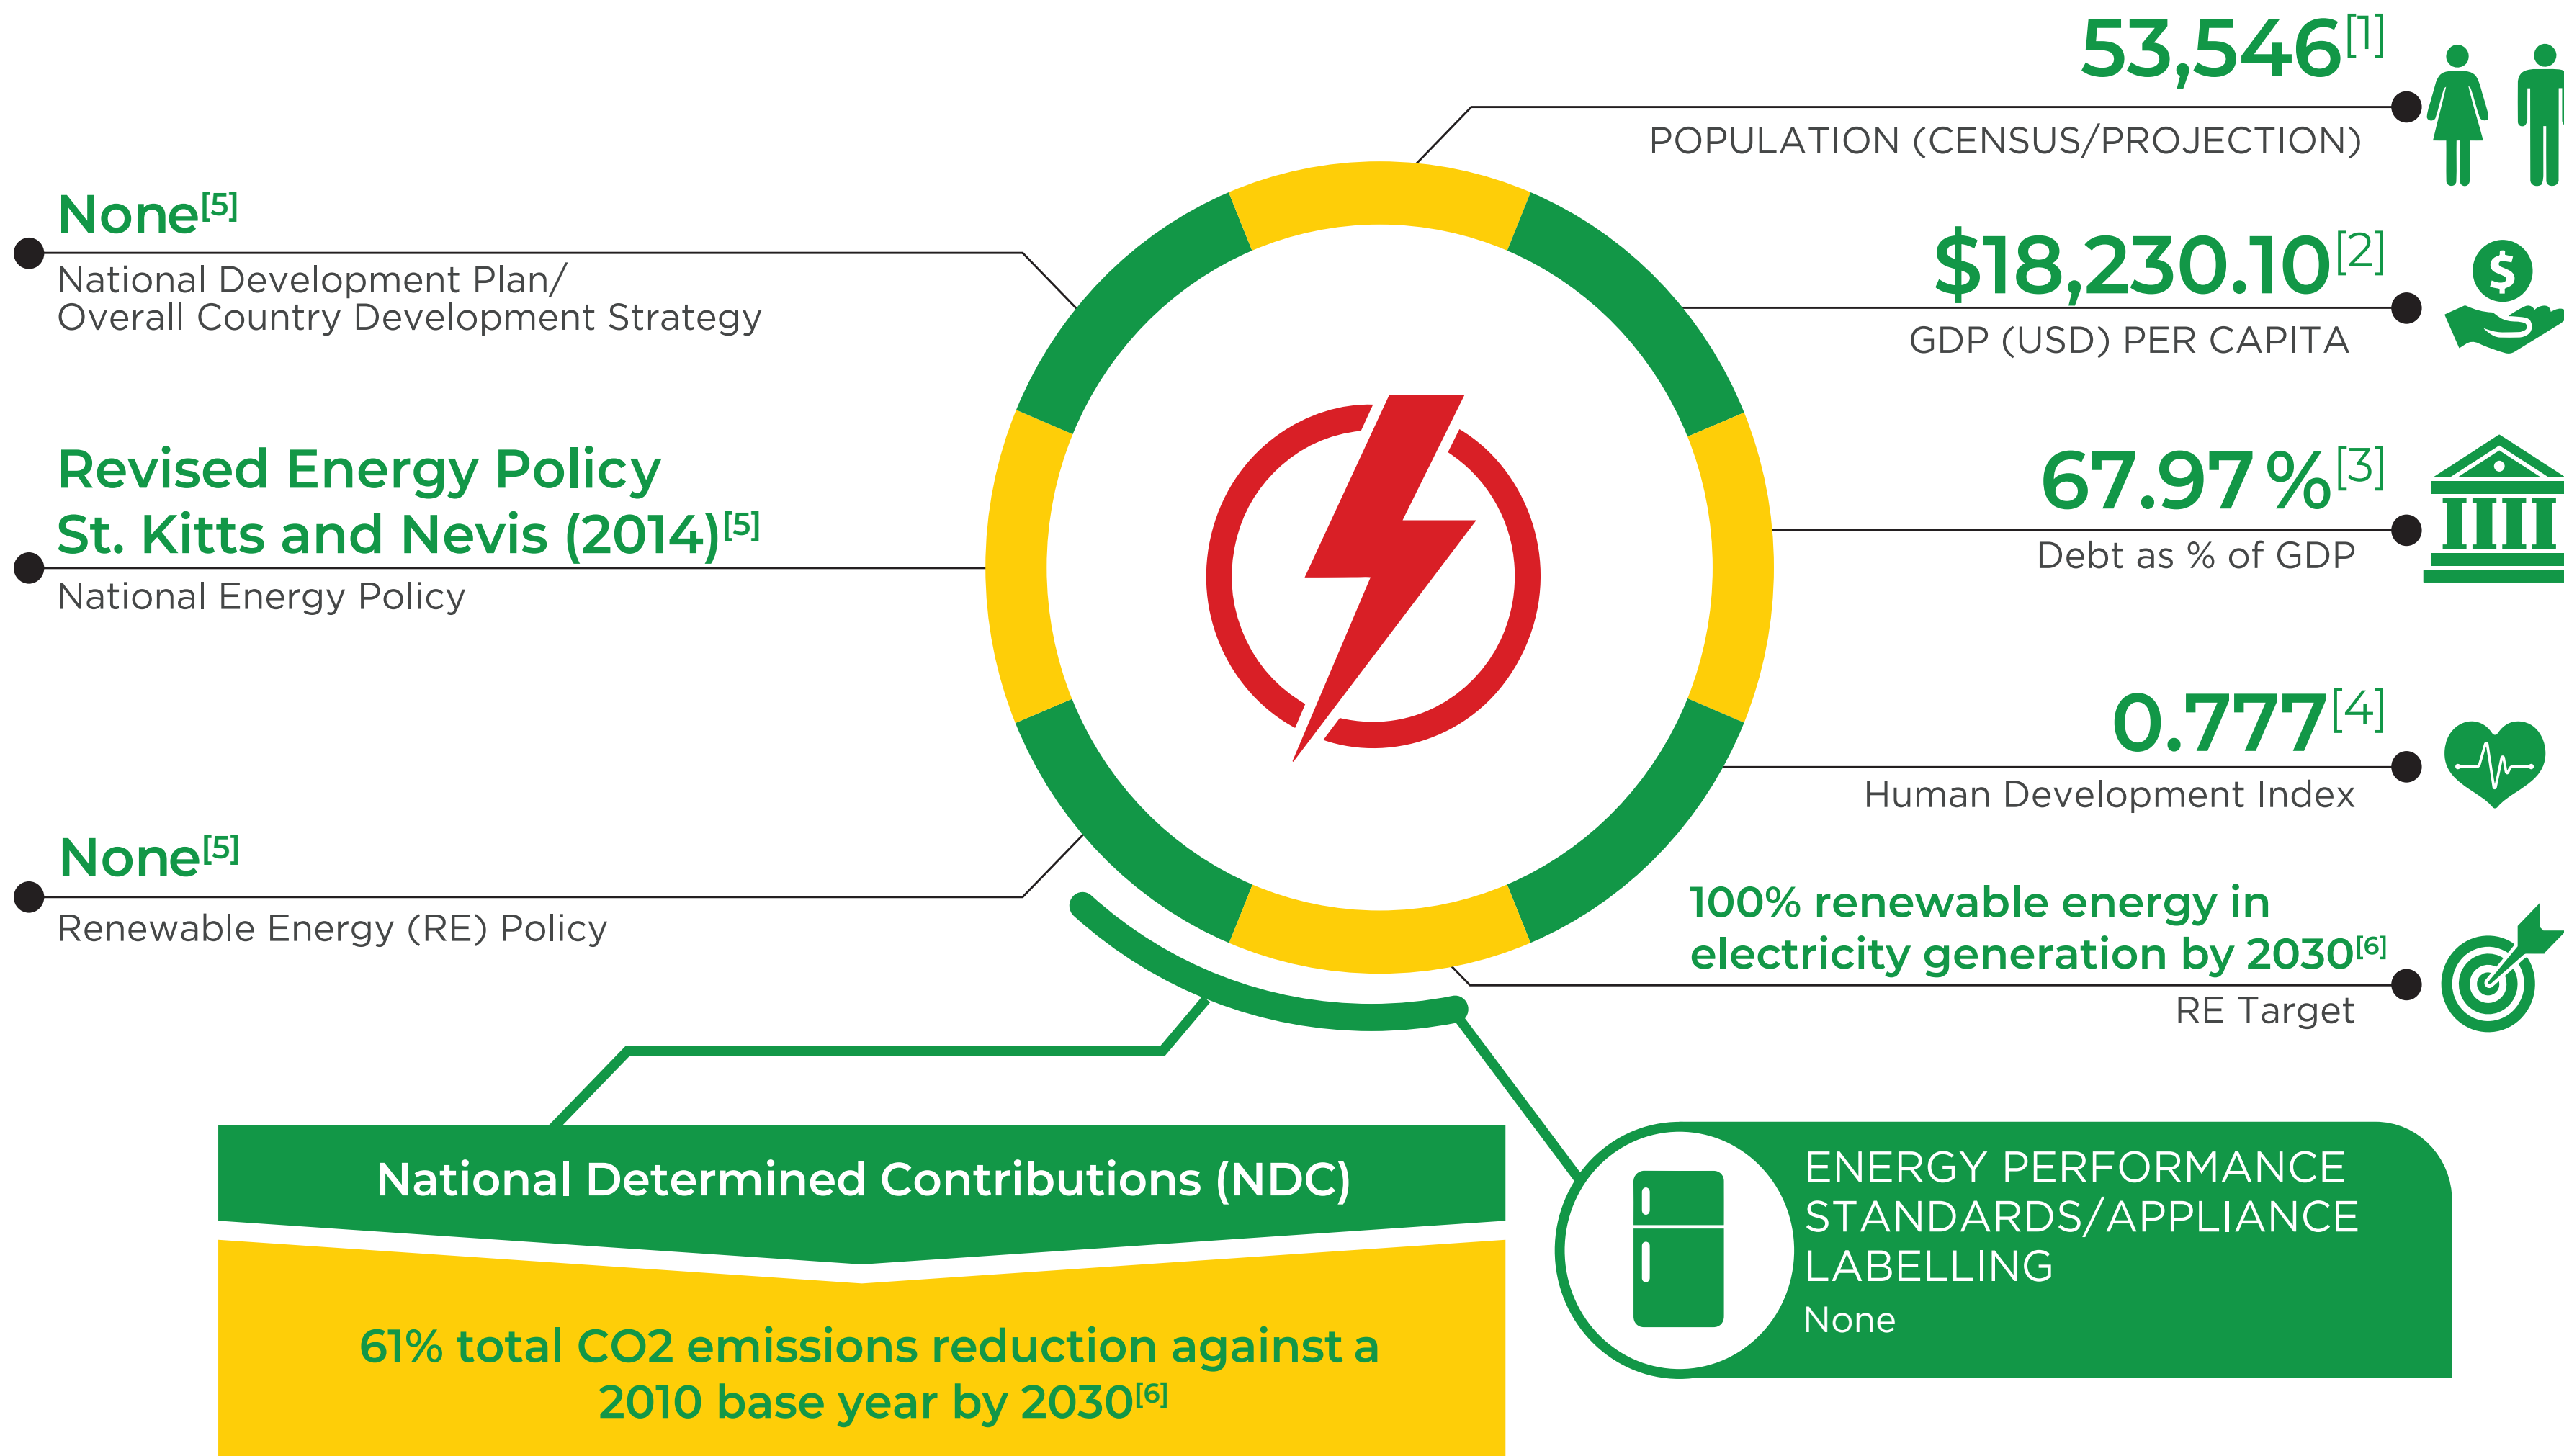 53,546[1]
POPULATION (CENSUS/PROJECTION)
None[5]
National Development Plan/
Overall Country Development Strategy
$18,230.10[2]
GDP (USD) PER CAPITA
Revised Energy Policy
St. Kitts and Nevis (2014)[5]
National Energy Policy
67.97%[3]
Debt as % of GDP
0.777[4]
Human Development Index
None[5]
Renewable Energy (RE) Policy
100% renewable energy in
electricity generation by 2030[6]
RE Target
National Determined Contributions (NDC)
61% total CO2 emissions reduction against a
2010 base year by 2030[6]
ENERGY PERFORMANCE
STANDARDS/APPLIANCE
LABELLING
None
$